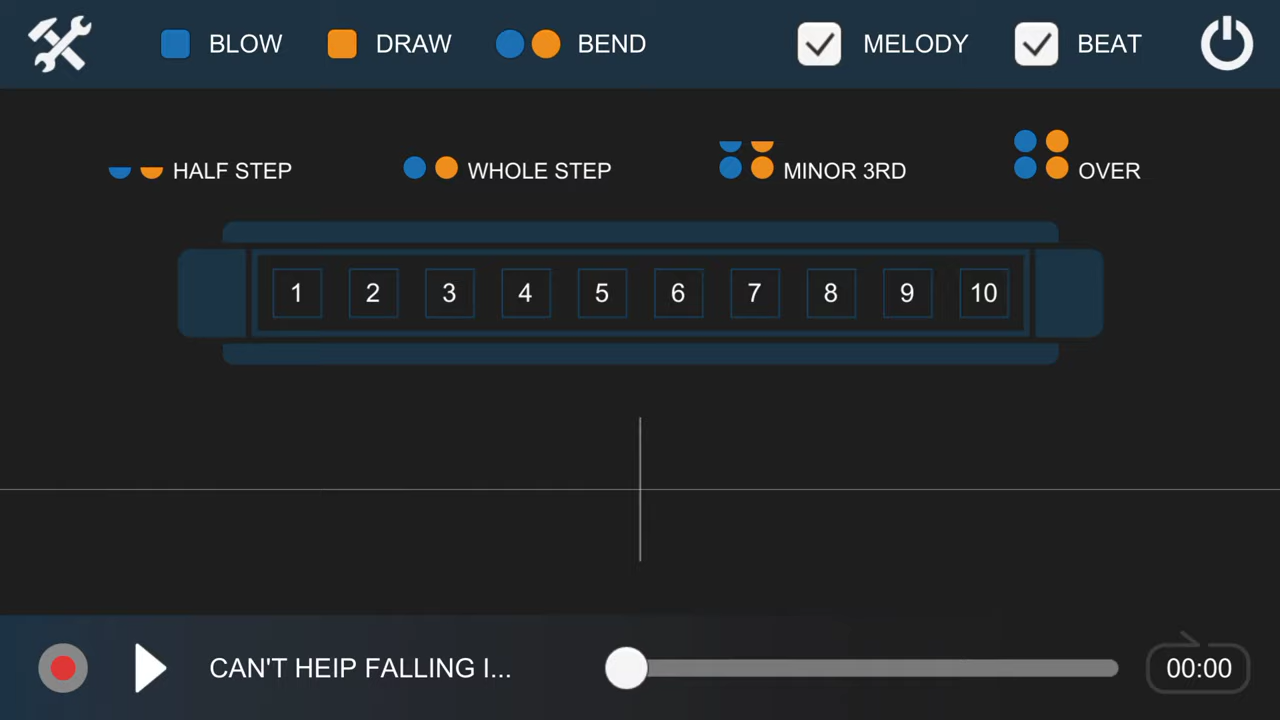 BLOW DRAW BEND MELODY BEAT
HALF STEP WHOLE STEP MINOR 3RD OVER
1 2 3 4 5 6 7 8 9 10
CAN'T HEIP FALLING I... 00:00